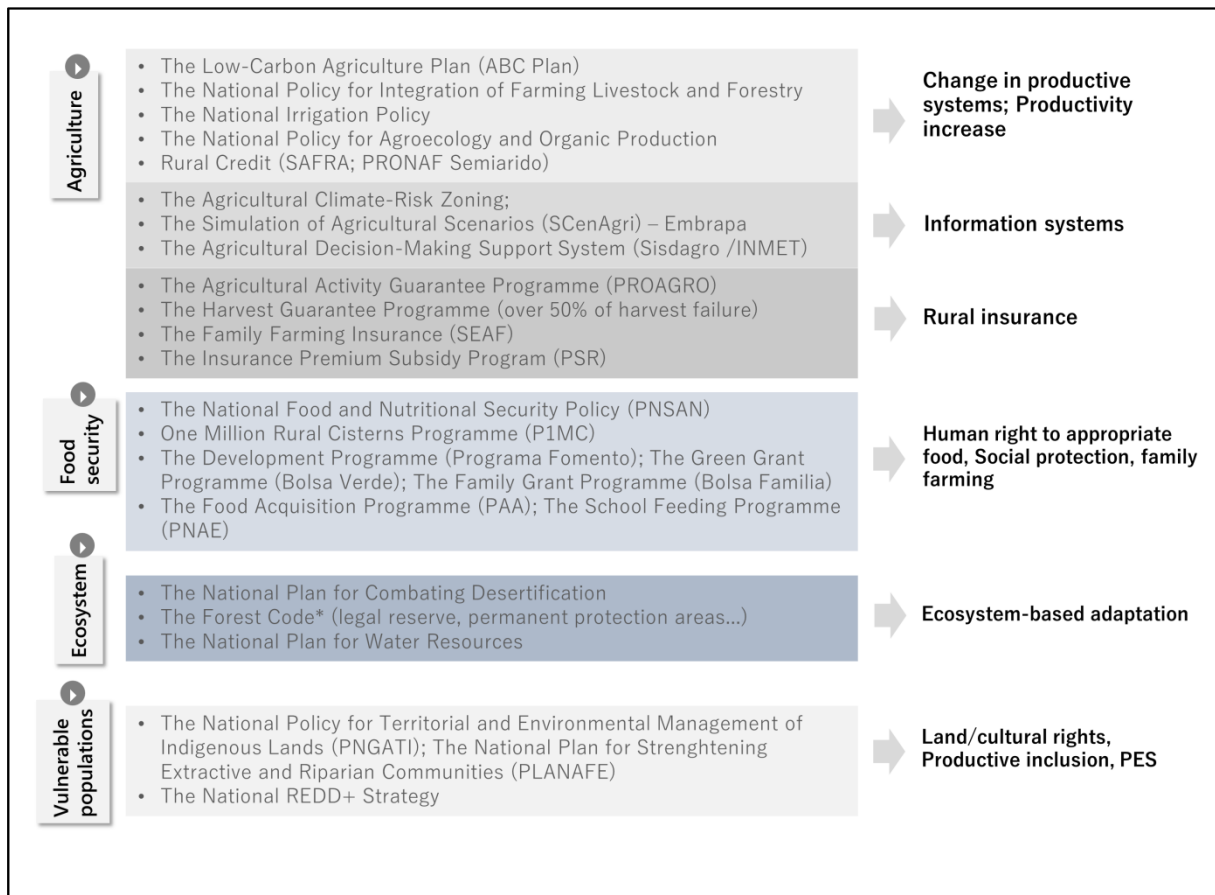 Agriculture
• The Low-Carbon Agriculture Plan (ABC Plan)
• The National Policy for Integration of Farming Livestock and Forestry
• The National Irrigation Policy
• The National Policy for Agroecology and Organic Production
• Rural Credit (SAFRA; PRONAF Semiarido)
Change in productive
systems; Productivity
increase
• The Agricultural Climate-Risk Zoning;
• The Simulation of Agricultural Scenarios (SCenAgri) – Embrapa
• The Agricultural Decision-Making Support System (Sisdagro /INMET)
Information systems
• The Agricultural Activity Guarantee Programme (PROAGRO)
• The Harvest Guarantee Programme (over 50% of harvest failure)
• The Family Farming Insurance (SEAF)
• The Insurance Premium Subsidy Program (PSR)
Rural insurance
Food
security
• The National Food and Nutritional Security Policy (PNSAN)
• One Million Rural Cisterns Programme (P1MC)
• The Development Programme (Programa Fomento); The Green Grant
Programme (Bolsa Verde); The Family Grant Programme (Bolsa Familia)
• The Food Acquisition Programme (PAA); The School Feeding Programme
(PNAE)
Human right to appropriate
food, Social protection, family
farming
Ecosystem
• The National Plan for Combating Desertification
• The Forest Code* (legal reserve, permanent protection areas...)
• The National Plan for Water Resources
Ecosystem-based adaptation
Vulnerable
populations
• The National Policy for Territorial and Environmental Management of
Indigenous Lands (PNGATI); The National Plan for Strenghtening
Extractive and Riparian Communities (PLANAFE)
• The National REDD+ Strategy
Land/cultural rights,
Productive inclusion, PES